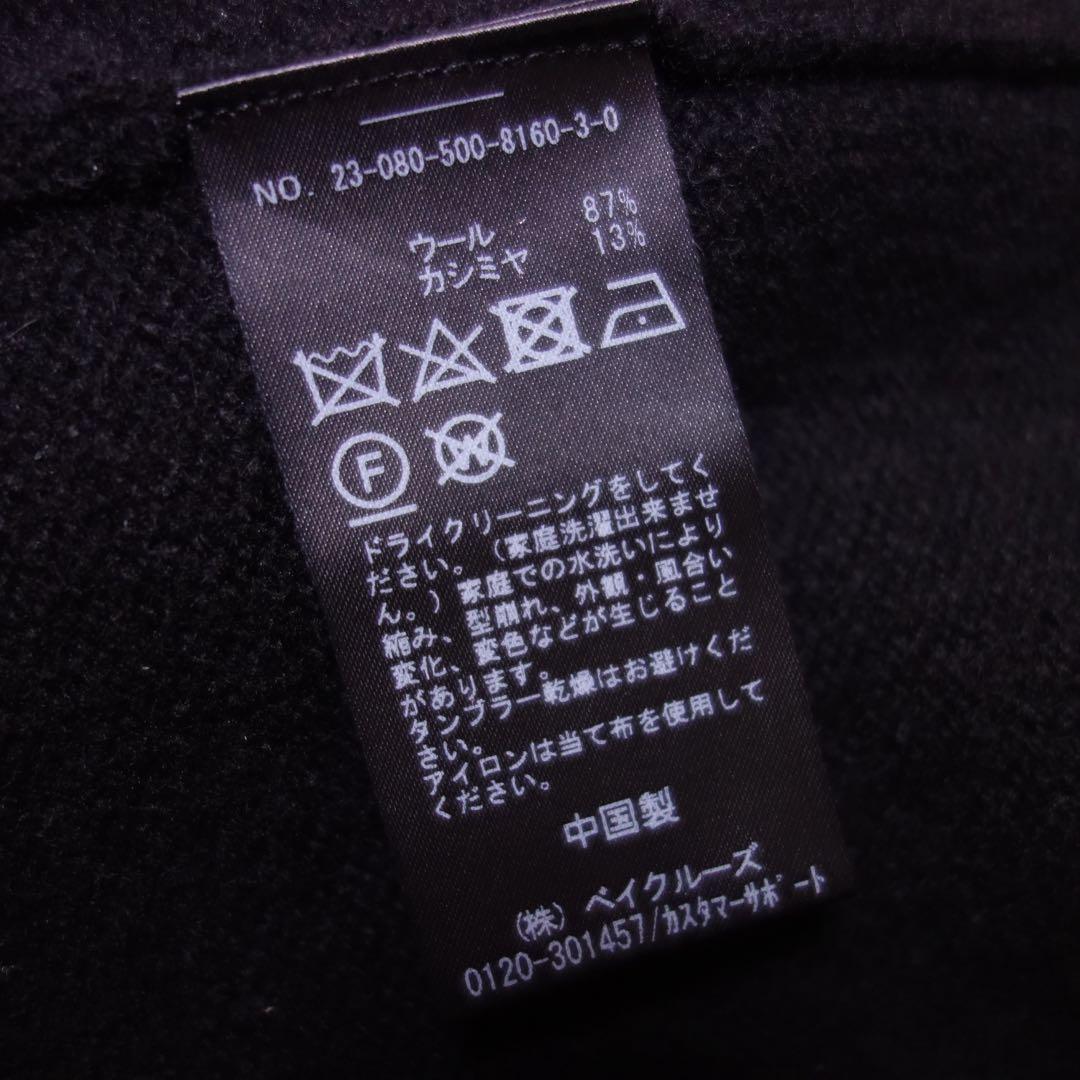 NO. 23-080-500-8160-3-0
ウール 87%
カシミヤ 13%
F W
ドライクリーニングをしてく
ださい。(家庭洗濯出来ませ
ん。)家庭での水洗いにより
縮み、型崩れ、外観・風合い
変化、変色などが生じること
があります。
タンブラー乾燥はお避けくだ
さい。
アイロンは当て布を使用して
ください。
中国製
(株)ベイクルーズ
0120-301457/カスタマーサポート